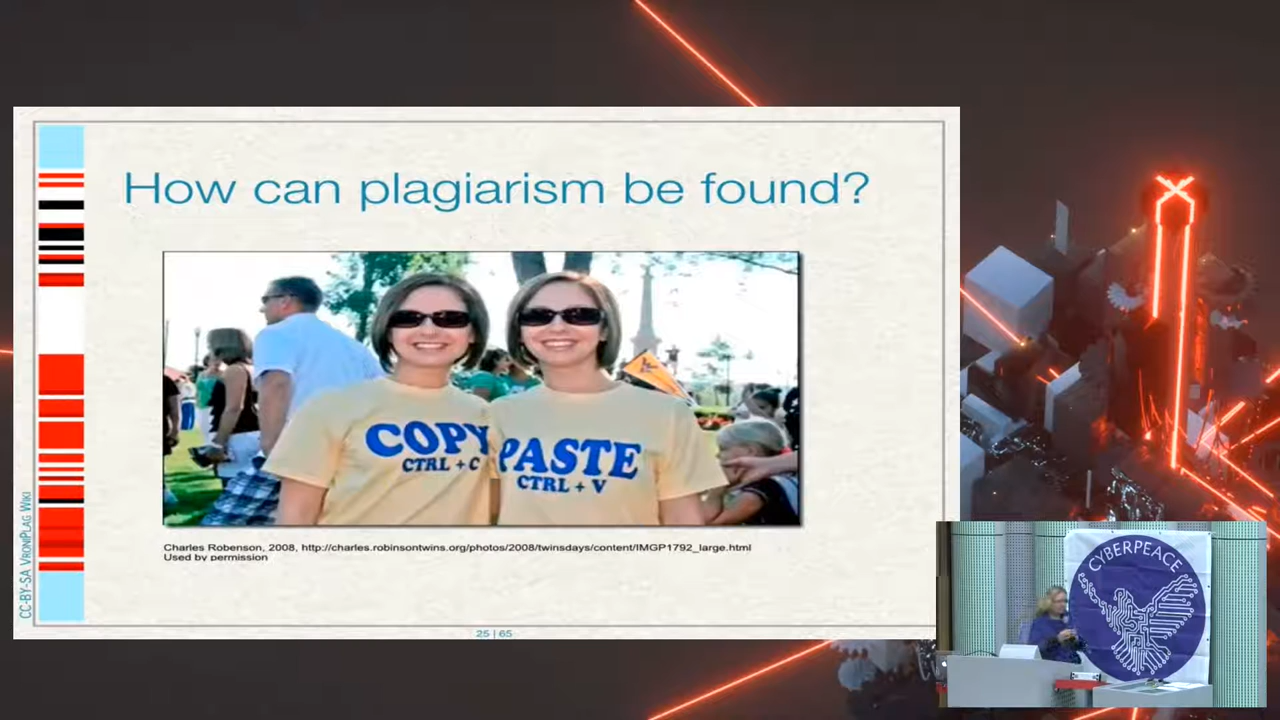 How can plagiarism be found?
COPY PASTE
CTRL + C CTRL + V
Charles Robenson, 2008, http://charles.robinsontwins.org/photos/2008/twinsdays/content/IMGP1792_large.html
Used by permission
CC-BY-SA VRONIPLAG WIKI
25 | 65
CYBERPEACE